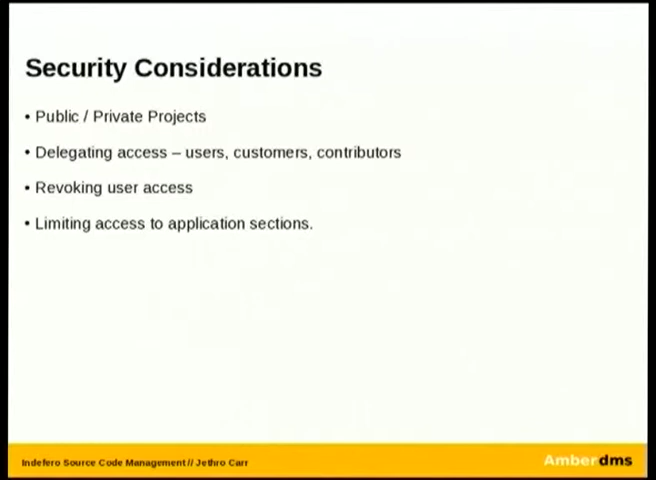 Security Considerations
• Public / Private Projects
• Delegating access – users, customers, contributors
• Revoking user access
• Limiting access to application sections.
Indefero Source Code Management // Jethro Carr
Amberdms